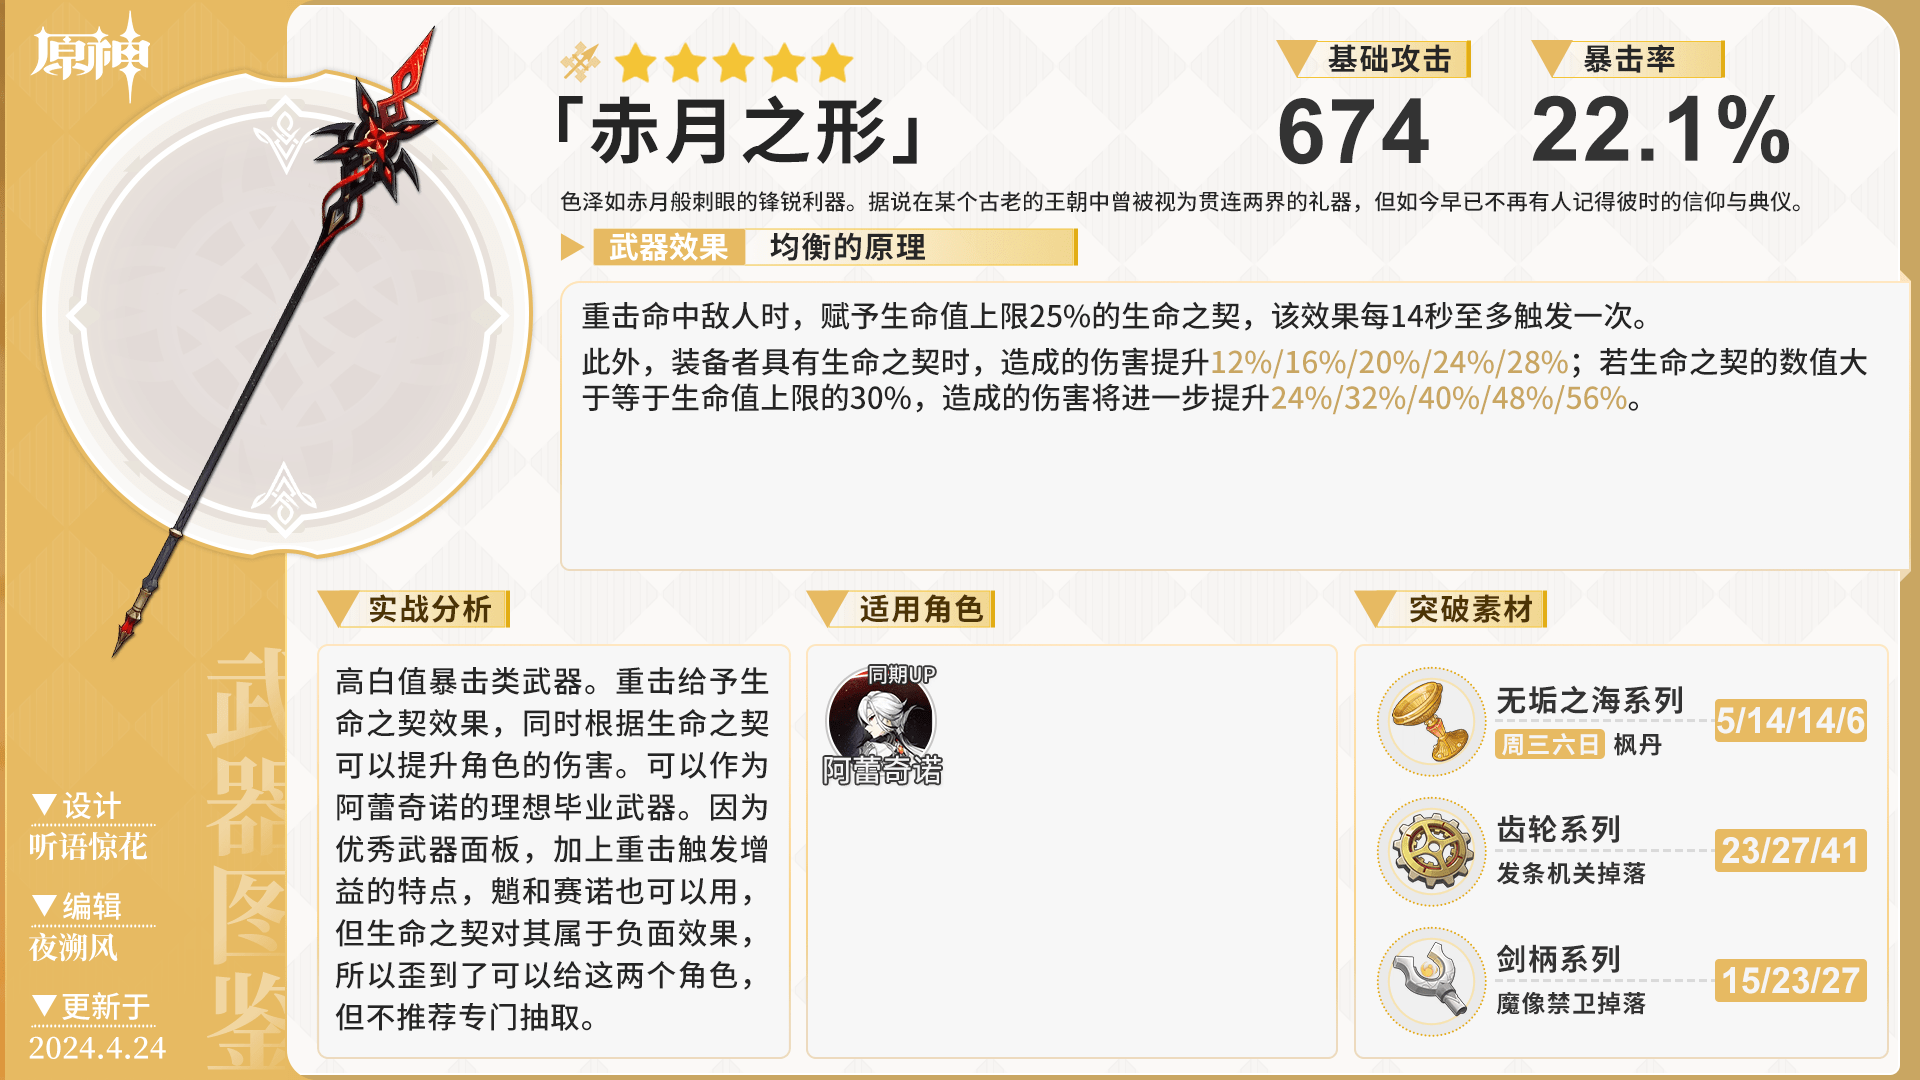 原神
「赤月之形」
基础攻击
674
暴击率
22.1%
色泽如赤月般刺眼的锋锐利器。据说在某个古老的王朝中曾被视为贯连两界的礼器，但如今早已不再有人记得彼时的信仰与典仪。
武器效果 均衡的原理
重击命中敌人时，赋予生命值上限25%的生命之契，该效果每14秒至多触发一次。
此外，装备者具有生命之契时，造成的伤害提升12%/16%/20%/24%/28%；若生命之契的数值大
于等于生命值上限的30%，造成的伤害将进一步提升24%/32%/40%/48%/56%。
武器图鉴
设计
听语惊花
编辑
夜溯风
更新于
2024.4.24
实战分析
高白值暴击类武器。重击给予生
命之契效果，同时根据生命之契
可以提升角色的伤害。可以作为
阿蕾奇诺的理想毕业武器。因为
优秀武器面板，加上重击触发增
益的特点，魈和赛诺也可以用，
但生命之契对其属于负面效果，
所以歪到了可以给这两个角色，
但不推荐专门抽取。
适用角色
同期UP
阿蕾奇诺
突破素材
无垢之海系列
周三六日 枫丹
5/14/14/6
齿轮系列
发条机关掉落
23/27/41
剑柄系列
魔像禁卫掉落
15/23/27